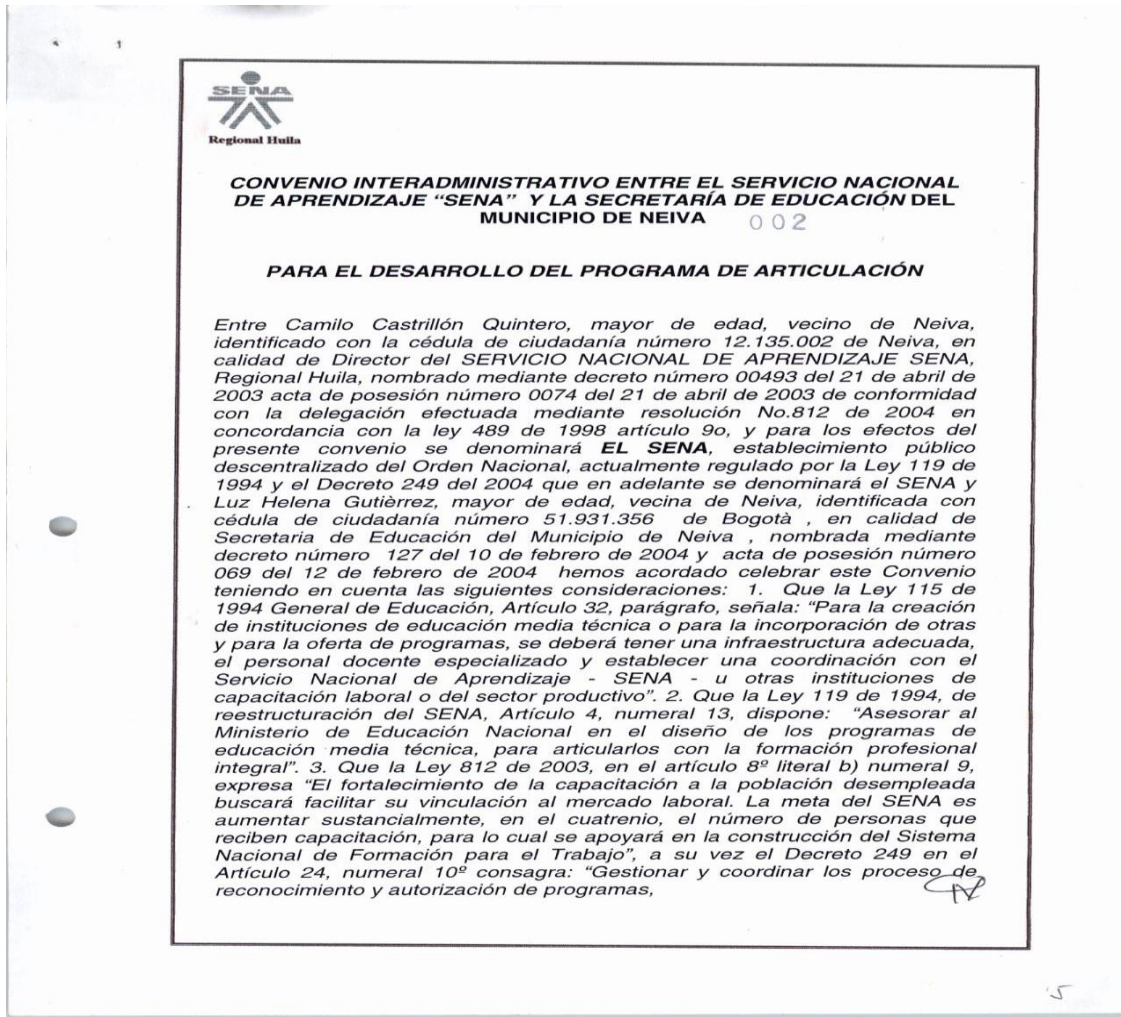 1
SENA
Regional Huila
CONVENIO INTERADMINISTRATIVO ENTRE EL SERVICIO NACIONAL
DE APRENDIZAJE “SENA” Y LA SECRETARÍA DE EDUCACIÓN DEL
MUNICIPIO DE NEIVA 002
PARA EL DESARROLLO DEL PROGRAMA DE ARTICULACIÓN
Entre Camilo Castrillón Quintero, mayor de edad, vecino de Neiva,
identificado con la cédula de ciudadanía número 12.135.002 de Neiva, en
calidad de Director del SERVICIO NACIONAL DE APRENDIZAJE SENA,
Regional Huila, nombrado mediante decreto número 00493 del 21 de abril de
2003 acta de posesión número 0074 del 21 de abril de 2003 de conformidad
con la delegación efectuada mediante resolución No.812 de 2004 en
concordancia con la ley 489 de 1998 artículo 9o, y para los efectos del
presente convenio se denominará EL SENA, establecimiento público
descentralizado del Orden Nacional, actualmente regulado por la Ley 119 de
1994 y el Decreto 249 del 2004 que en adelante se denominará el SENA y
Luz Helena Gutièrrez, mayor de edad, vecina de Neiva, identificada con
cédula de ciudadanía número 51.931.356 de Bogotà , en calidad de
Secretaria de Educación del Municipio de Neiva , nombrada mediante
decreto número 127 del 10 de febrero de 2004 y acta de posesión número
069 del 12 de febrero de 2004 hemos acordado celebrar este Convenio
teniendo en cuenta las siguientes consideraciones: 1. Que la Ley 115 de
1994 General de Educación, Artículo 32, parágrafo, señala: “Para la creación
de instituciones de educación media técnica o para la incorporación de otras
y para la oferta de programas, se deberá tener una infraestructura adecuada,
el personal docente especializado y establecer una coordinación con el
Servicio Nacional de Aprendizaje - SENA - u otras instituciones de
capacitación laboral o del sector productivo”. 2. Que la Ley 119 de 1994, de
reestructuración del SENA, Artículo 4, numeral 13, dispone: “Asesorar al
Ministerio de Educación Nacional en el diseño de los programas de
educación media técnica, para articularlos con la formación profesional
integral”. 3. Que la Ley 812 de 2003, en el artículo 8º literal b) numeral 9,
expresa “El fortalecimiento de la capacitación a la población desempleada
buscará facilitar su vinculación al mercado laboral. La meta del SENA es
aumentar sustancialmente, en el cuatrenio, el número de personas que
reciben capacitación, para lo cual se apoyará en la construcción del Sistema
Nacional de Formación para el Trabajo”, a su vez el Decreto 249 en el
Artículo 24, numeral 10º consagra: “Gestionar y coordinar los proceso de
reconocimiento y autorización de programas,
5